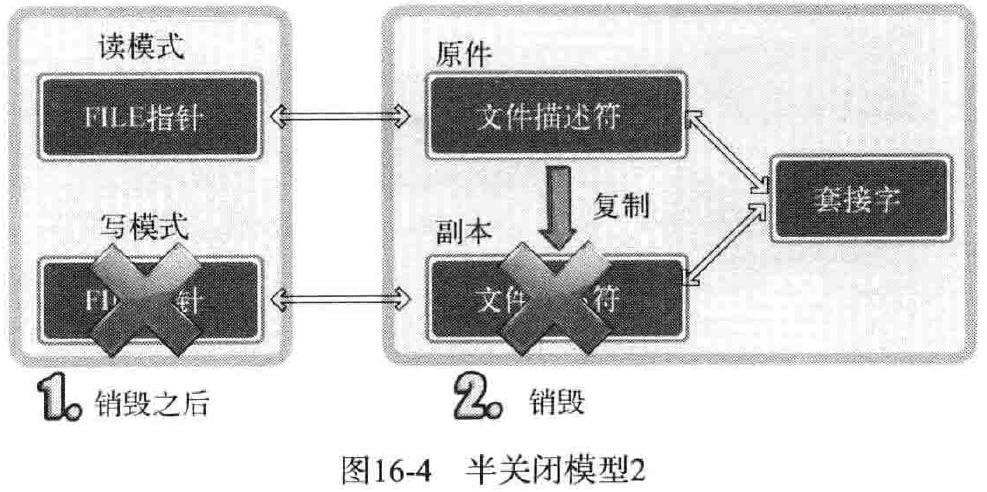 读模式
FILE指针
原件
文件描述符
复制
套接字
写模式
FI 针
副本
文件 符
1. 销毁之后
2. 销毁
图16-4 半关闭模型2